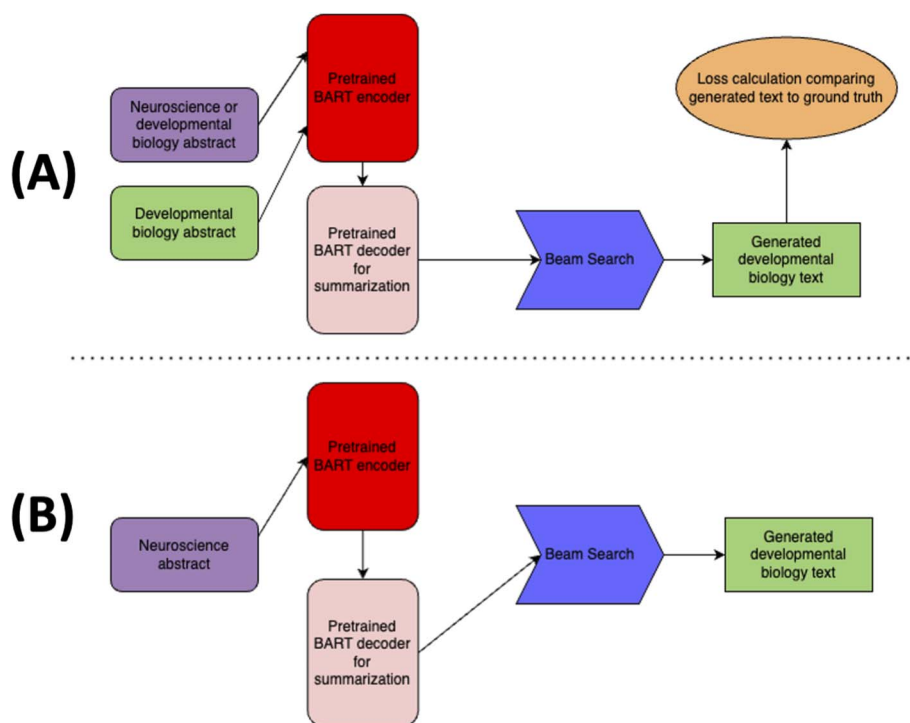 (A)
Neuroscience or
developmental
biology abstract
Developmental
biology abstract
Pretrained
BART encoder
Pretrained
BART decoder
for
summarization
Beam Search
Generated
developmental
biology text
Loss calculation comparing
generated text to ground truth
(B)
Neuroscience
abstract
Pretrained
BART encoder
Pretrained
BART decoder
for
summarization
Beam Search
Generated
developmental
biology text